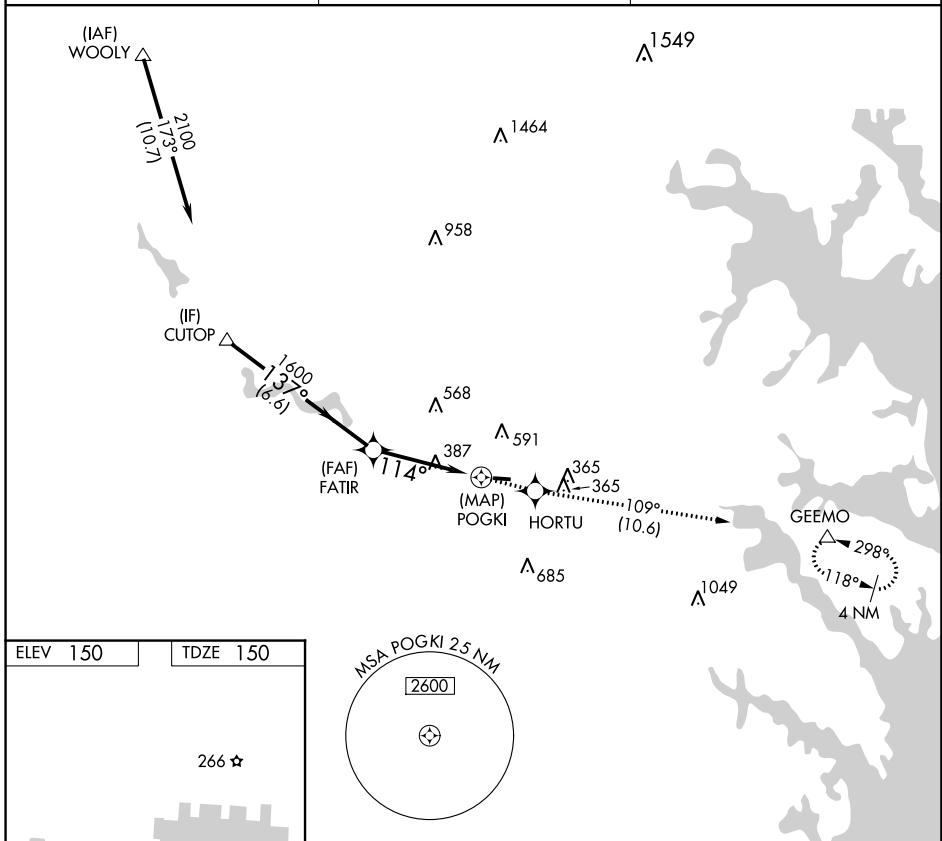 (IAF)
WOOLY
1549
2100
173°
(10.7)
1464
958
(IF)
CUTOP
1600
137°
(6.6)
568
591
387
(FAF)
FATIR
114°
365
365
(MAP)
POGKI
HORTU
109°
(10.6)
GEEMO
298°
118°
4 NM
685
1049
ELEV 150
TDZE 150
MSA POGKI 25 NM
2600
266